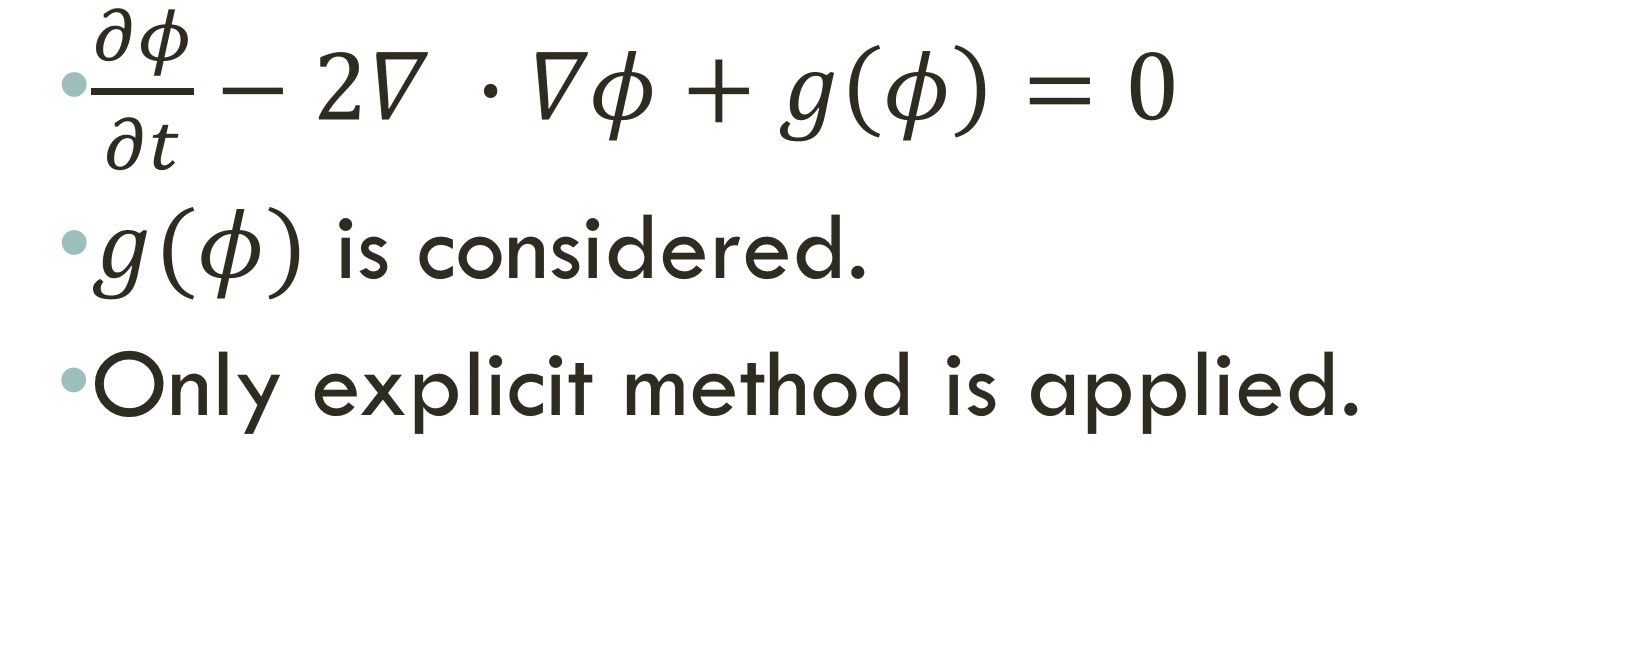 • ∂ϕ/∂t − 2∇ · ∇ϕ + g(ϕ) = 0
• g(ϕ) is considered.
• Only explicit method is applied.